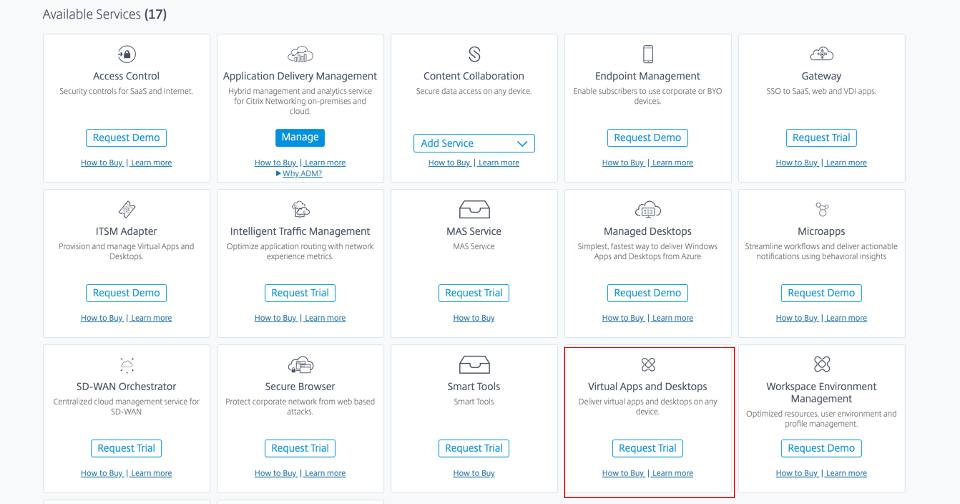 Available Services (17)
Access Control
Security controls for SaaS and Internet.
Request Demo
How to Buy | Learn more
Application Delivery Management
Hybrid management and analytics service
for Citrix Networking on-premises and
cloud.
Manage
How to Buy | Learn more
Why ADM?
Content Collaboration
Secure data access on any device.
Add Service
How to Buy | Learn more
Endpoint Management
Enable subscribers to use corporate or BYO
devices.
Request Demo
How to Buy | Learn more
Gateway
SSO to SaaS, web and VDI apps.
Request Trial
How to Buy | Learn more
ITSM Adapter
Provision and manage Virtual Apps and
Desktops.
Request Demo
How to Buy | Learn more
Intelligent Traffic Management
Optimize application routing with network
experience metrics.
Request Trial
How to Buy | Learn more
MAS Service
MAS Service
Request Trial
How to Buy
Managed Desktops
Simplest, fastest way to deliver Windows
Apps and Desktops from Azure
Request Demo
How to Buy | Learn more
Microapps
Streamline workflows and deliver actionable
notifications using behavioral insights
Request Demo
How to Buy | Learn more
SD-WAN Orchestrator
Centralized cloud management service for
SD-WAN
Request Trial
How to Buy | Learn more
Secure Browser
Protect corporate network from web based
attacks.
Request Trial
How to Buy | Learn more
Smart Tools
Smart Tools
Request Trial
How to Buy
Virtual Apps and Desktops
Deliver virtual apps and desktops on any
device.
Request Trial
How to Buy | Learn more
Workspace Environment
Management
Optimized resources, user environment and
profile management.
Request Demo
How to Buy | Learn more